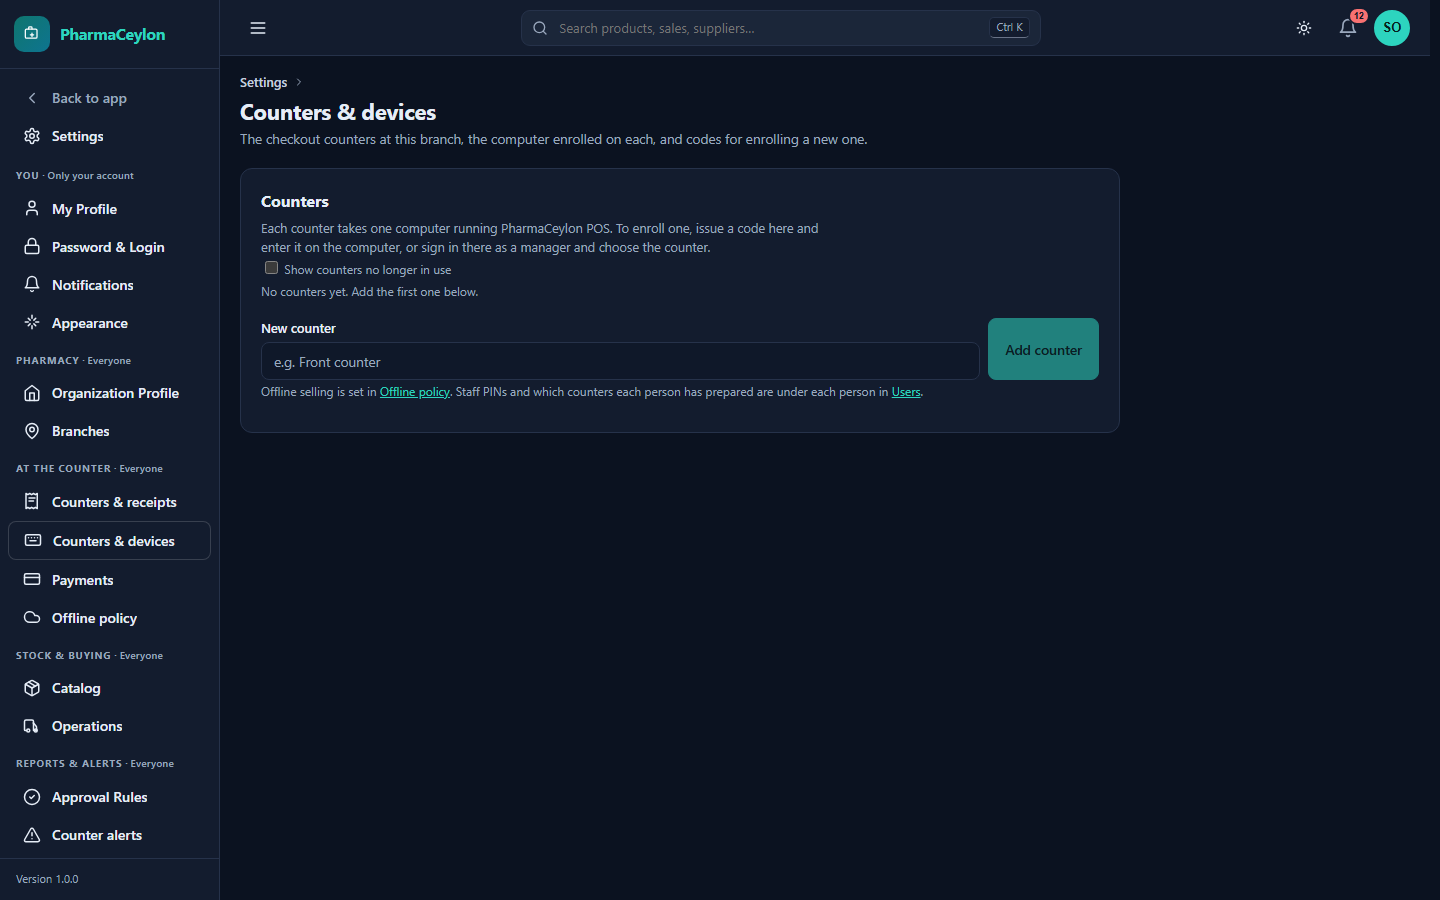 PharmaCeylon
Search products, sales, suppliers...
Ctrl K
12
SO
Back to app
Settings
YOU · Only your account
My Profile
Password & Login
Notifications
Appearance
PHARMACY · Everyone
Organization Profile
Branches
AT THE COUNTER · Everyone
Counters & receipts
Counters & devices
Payments
Offline policy
STOCK & BUYING · Everyone
Catalog
Operations
REPORTS & ALERTS · Everyone
Approval Rules
Counter alerts
Version 1.0.0
Settings
Counters & devices
The checkout counters at this branch, the computer enrolled on each, and codes for enrolling a new one.
Counters
Each counter takes one computer running PharmaCeylon POS. To enroll one, issue a code here and
enter it on the computer, or sign in there as a manager and choose the counter.
Show counters no longer in use
No counters yet. Add the first one below.
New counter
e.g. Front counter
Add counter
Offline selling is set in Offline policy. Staff PINs and which counters each person has prepared are under each person in Users.